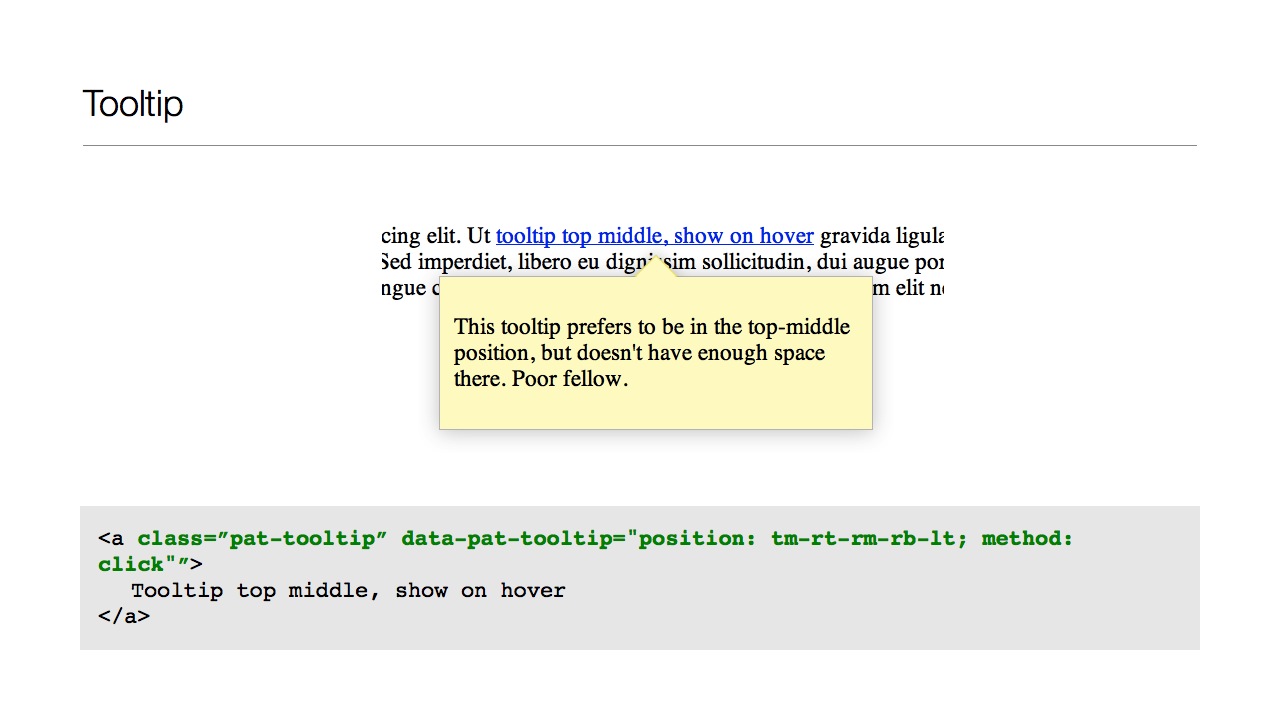 Tooltip
cing elit. Ut tooltip top middle, show on hover gravida ligula
Sed imperdiet, libero eu dignissim sollicitudin, dui augue por
ngue c m elit ne
This tooltip prefers to be in the top-middle
position, but doesn't have enough space
there. Poor fellow.
<a class=”pat-tooltip” data-pat-tooltip="position: tm-rt-rm-rb-lt; method:
click"”>
Tooltip top middle, show on hover
</a>